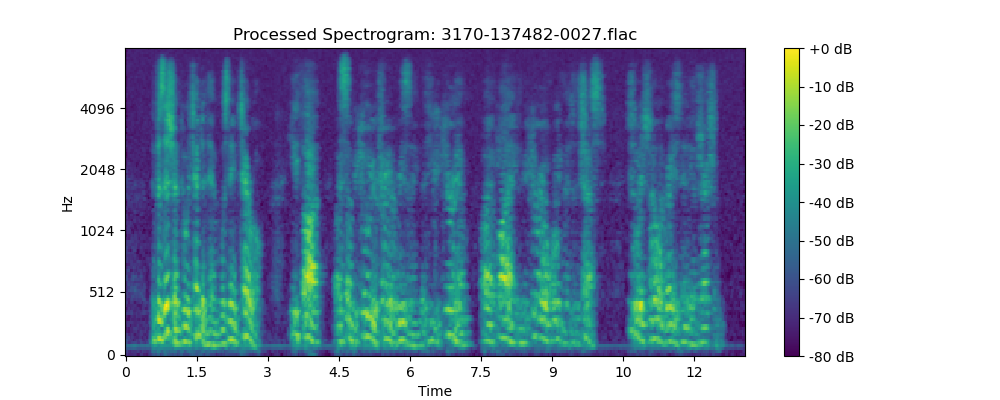 Processed Spectrogram: 3170-137482-0027.flac
Hz
4096
2048
1024
512
0
0 1.5 3 4.5 6 7.5 9 10 12
Time
+0 dB
-10 dB
-20 dB
-30 dB
-40 dB
-50 dB
-60 dB
-70 dB
-80 dB